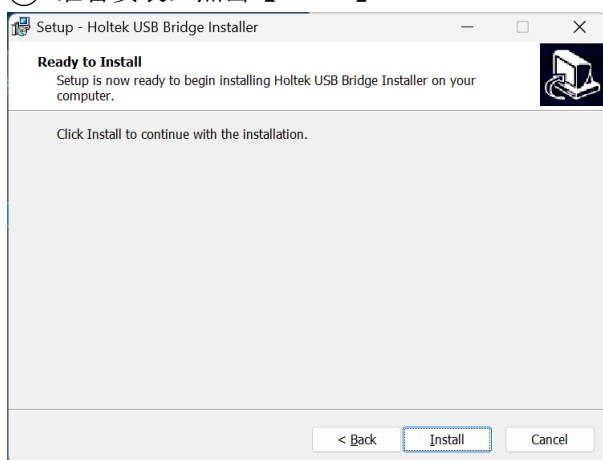 Setup - Holtek USB Bridge Installer
Ready to Install
Setup is now ready to begin installing Holtek USB Bridge Installer on your
computer.
Click Install to continue with the installation.
< Back
Install
Cancel